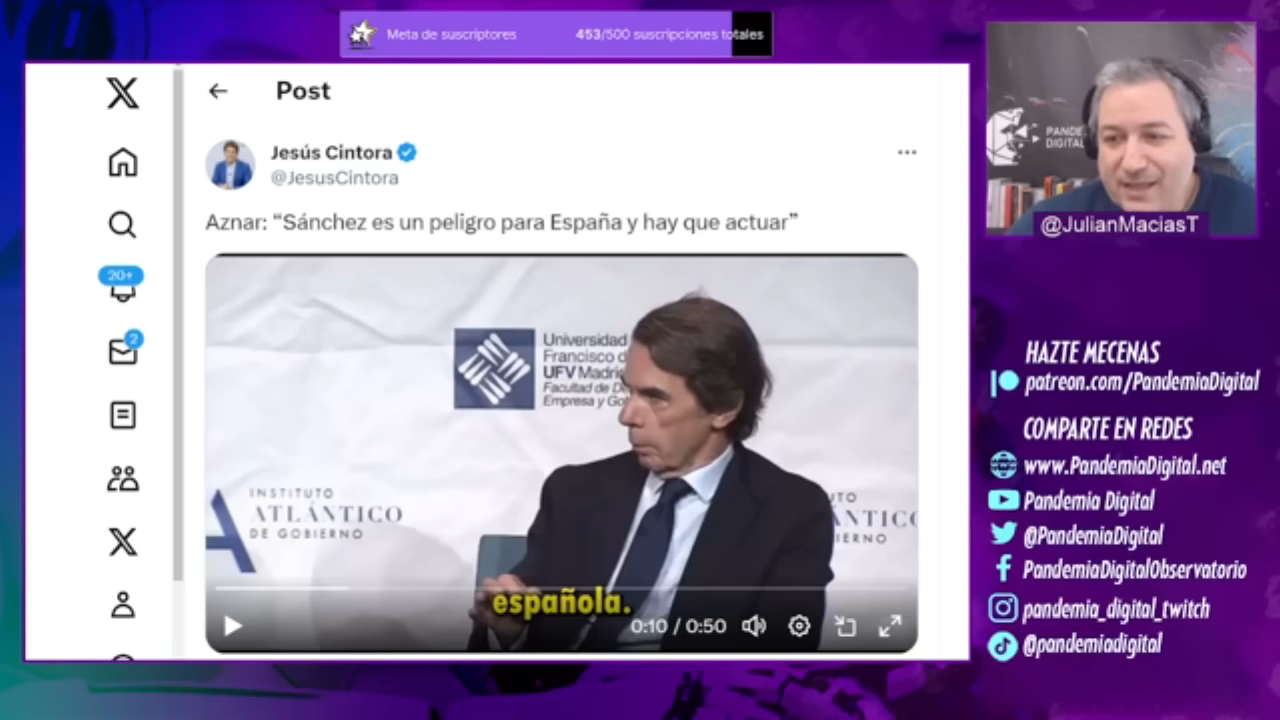 Meta de suscriptores 453/500 suscripciones totales
Post
Jesús Cintora
@JesusCintora
Aznar: “Sánchez es un peligro para España y hay que actuar”
20+
2
Universidad
Francisco d
UFV Madri
Facultad de De
Empresa y Go
INSTITUTO
ATLÁNTICO
DE GOBIERNO
española.
0:10 / 0:50
PANDE
DIGITAL
@JulianMaciasT
HAZTE MECENAS
patreon.com/PandemiaDigital
COMPARTE EN REDES
www.PandemiaDigital.net
Pandemia Digital
@PandemiaDigital
PandemiaDigitalObservatorio
pandemia_digital_twitch
@pandemiadigital